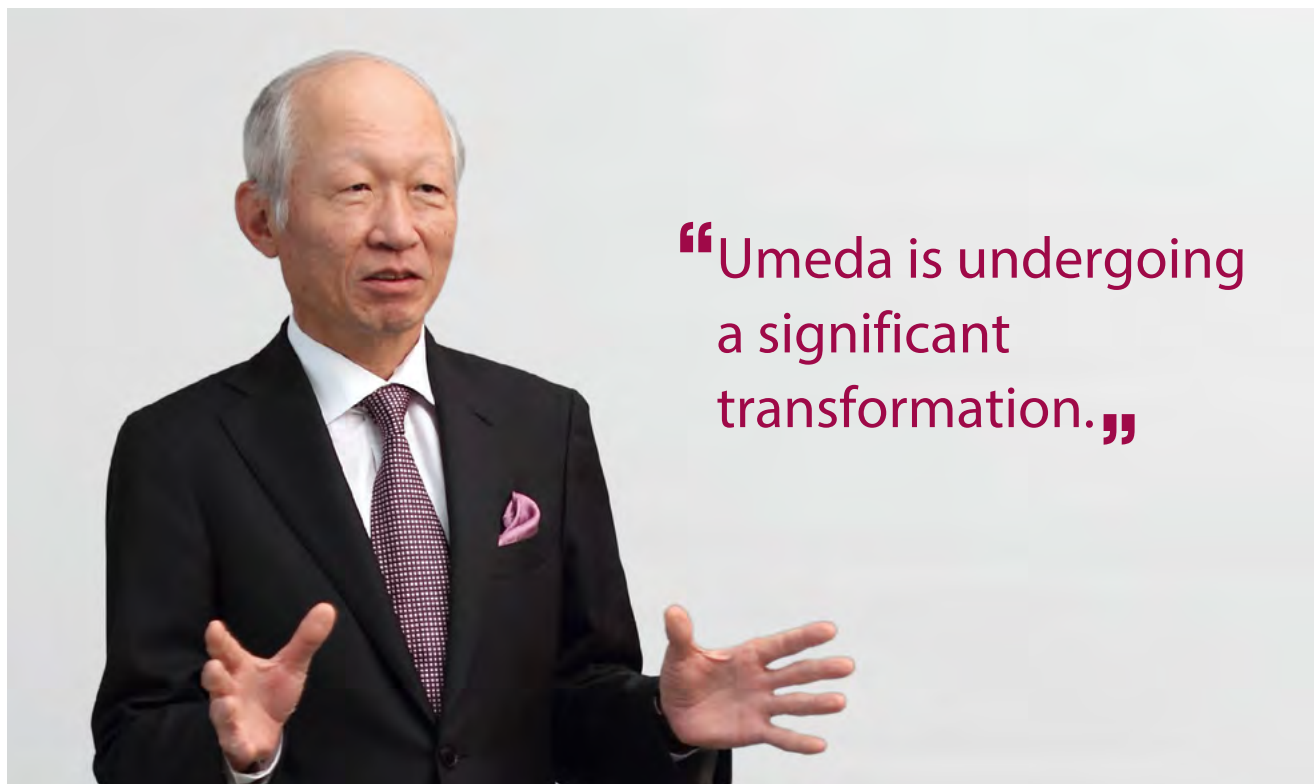 “Umeda is undergoing
a significant
transformation.„